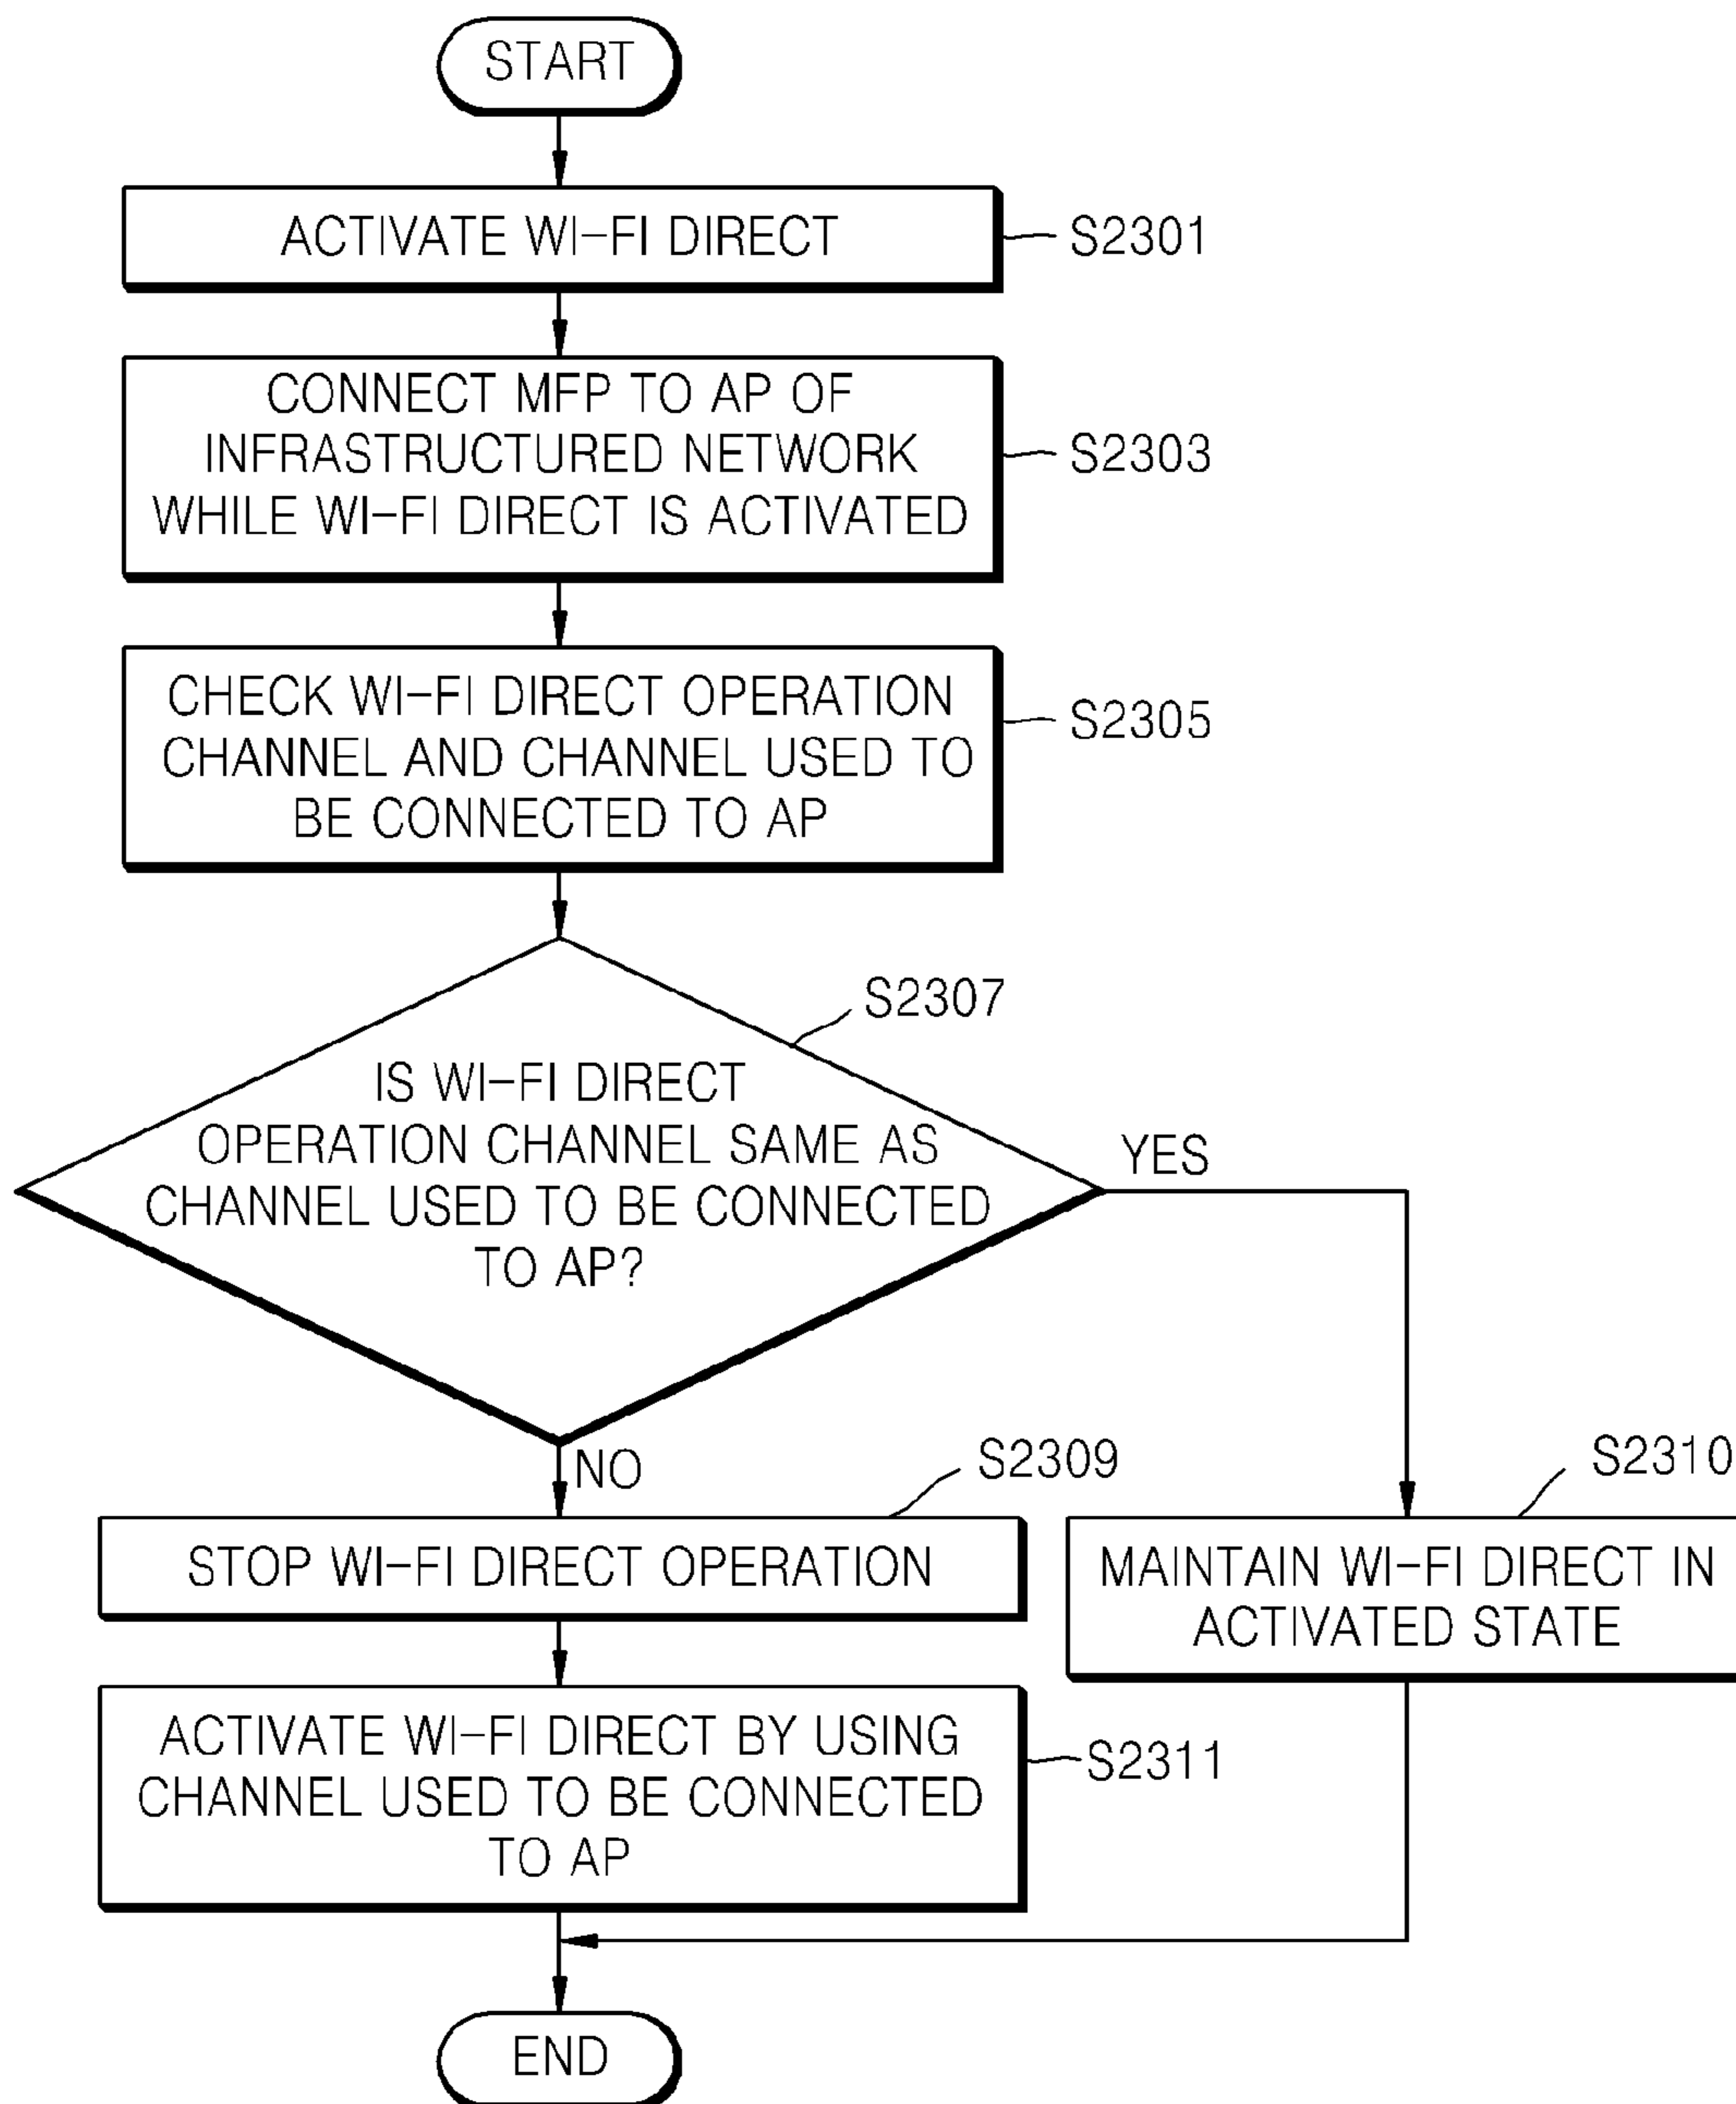 START
ACTIVATE WI-FI DIRECT
S2301
CONNECT MFP TO AP OF
INFRASTRUCTURED NETWORK
WHILE WI-FI DIRECT IS ACTIVATED
S2303
CHECK WI-FI DIRECT OPERATION
CHANNEL AND CHANNEL USED TO
BE CONNECTED TO AP
S2305
S2307
IS WI-FI DIRECT
OPERATION CHANNEL SAME AS
CHANNEL USED TO BE CONNECTED
TO AP?
YES
NO
S2309
STOP WI-FI DIRECT OPERATION
S2310
MAINTAIN WI-FI DIRECT IN
ACTIVATED STATE
ACTIVATE WI-FI DIRECT BY USING
CHANNEL USED TO BE CONNECTED
TO AP
S2311
END